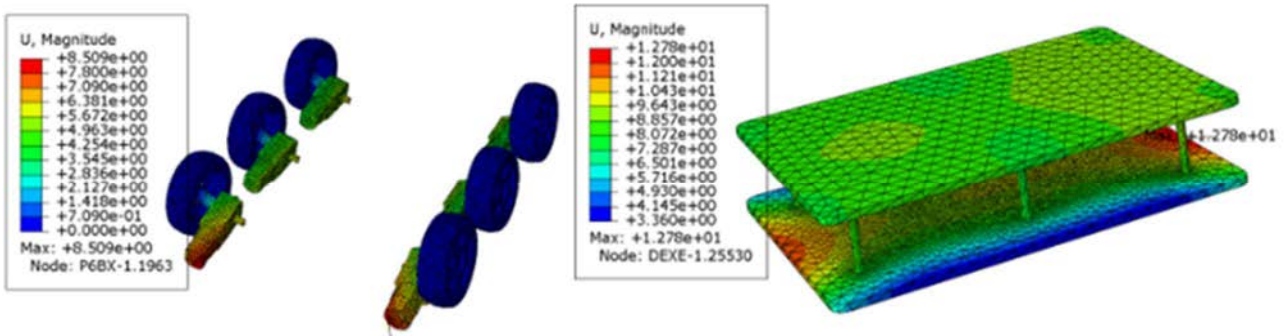 U, Magnitude
+8.509e+00
+7.800e+00
+7.090e+00
+6.381e+00
+5.672e+00
+4.963e+00
+4.254e+00
+3.545e+00
+2.836e+00
+2.127e+00
+1.418e+00
+7.090e-01
+0.000e+00
Max: +8.509e+00
Node: P6BX-1.1963
U, Magnitude
+1.278e+01
+1.200e+01
+1.121e+01
+1.043e+01
+9.643e+00
+8.857e+00
+8.072e+00
+7.287e+00
+6.501e+00
+5.716e+00
+4.930e+00
+4.145e+00
+3.360e+00
Max: +1.278e+01
Node: DEXE-1.25530
Max: +1.278e+01